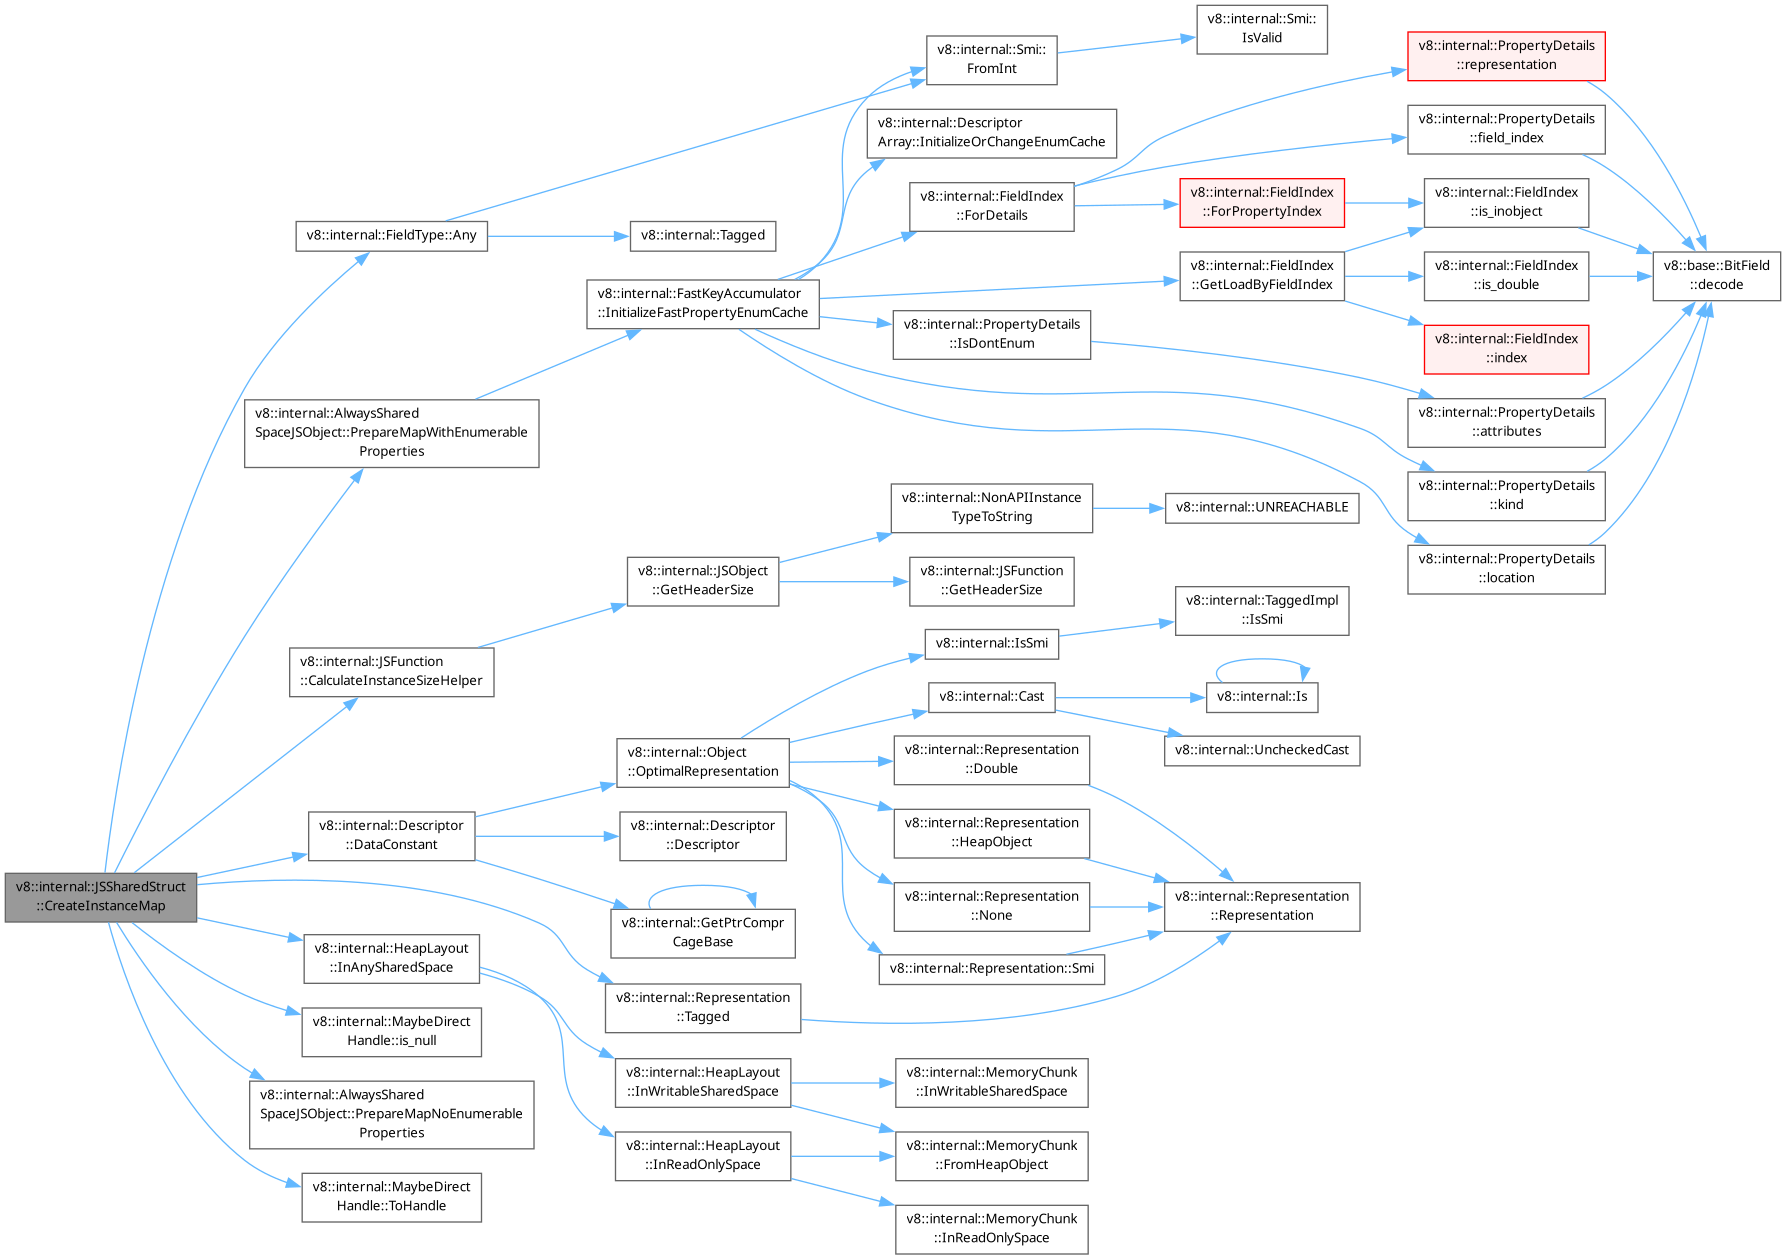 v8::internal::JSSharedStruct
::CreateInstanceMap
v8::internal::FieldType::Any
v8::internal::Smi::
FromInt
v8::internal::Smi::
IsValid
v8::internal::Tagged
v8::internal::AlwaysShared
SpaceJSObject::PrepareMapWithEnumerable
Properties
v8::internal::FastKeyAccumulator
::InitializeFastPropertyEnumCache
v8::internal::Descriptor
Array::InitializeOrChangeEnumCache
v8::internal::FieldIndex
::ForDetails
v8::internal::PropertyDetails
::representation
v8::internal::PropertyDetails
::field_index
v8::internal::FieldIndex
::ForPropertyIndex
v8::internal::FieldIndex
::is_inobject
v8::base::BitField
::decode
v8::internal::FieldIndex
::GetLoadByFieldIndex
v8::internal::FieldIndex
::is_double
v8::internal::FieldIndex
::index
v8::internal::PropertyDetails
::IsDontEnum
v8::internal::PropertyDetails
::attributes
v8::internal::PropertyDetails
::kind
v8::internal::PropertyDetails
::location
v8::internal::JSFunction
::CalculateInstanceSizeHelper
v8::internal::JSObject
::GetHeaderSize
v8::internal::NonAPIInstance
TypeToString
v8::internal::UNREACHABLE
v8::internal::JSFunction
::GetHeaderSize
v8::internal::Descriptor
::DataConstant
v8::internal::Object
::OptimalRepresentation
v8::internal::IsSmi
v8::internal::TaggedImpl
::IsSmi
v8::internal::Cast
v8::internal::Is
v8::internal::UncheckedCast
v8::internal::Representation
::Double
v8::internal::Representation
::HeapObject
v8::internal::Representation
::None
v8::internal::Representation::Smi
v8::internal::Representation
::Representation
v8::internal::Descriptor
::Descriptor
v8::internal::GetPtrCompr
CageBase
v8::internal::Representation
::Tagged
v8::internal::HeapLayout
::InAnySharedSpace
v8::internal::HeapLayout
::InWritableSharedSpace
v8::internal::MemoryChunk
::InWritableSharedSpace
v8::internal::HeapLayout
::InReadOnlySpace
v8::internal::MemoryChunk
::FromHeapObject
v8::internal::MemoryChunk
::InReadOnlySpace
v8::internal::MaybeDirect
Handle::is_null
v8::internal::AlwaysShared
SpaceJSObject::PrepareMapNoEnumerable
Properties
v8::internal::MaybeDirect
Handle::ToHandle